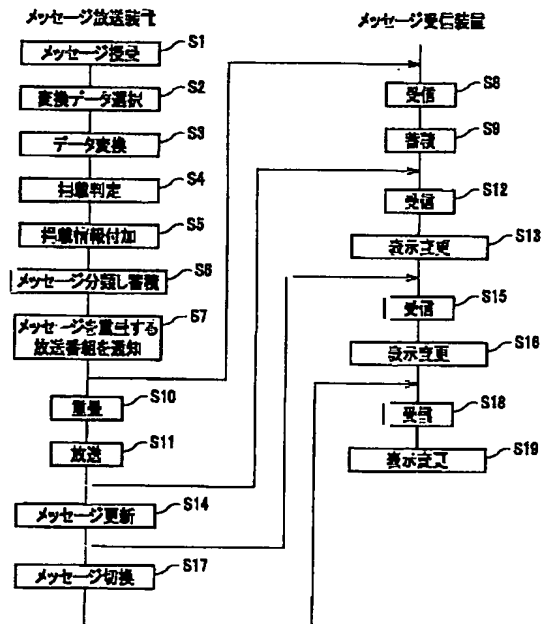 メッセージ放送装置
メッセージ授受
S1
変換データ選択
S2
データ変換
S3
掲載判定
S4
掲載情報付加
S5
メッセージ分類し蓄積
S6
メッセージを重畳する
放送番組を通知
S7
重畳
S10
放送
S11
メッセージ更新
S14
メッセージ切換
S17
メッセージ受信装置
受信
S8
蓄積
S9
受信
S12
表示変更
S13
受信
S15
表示変更
S16
受信
S18
表示変更
S19